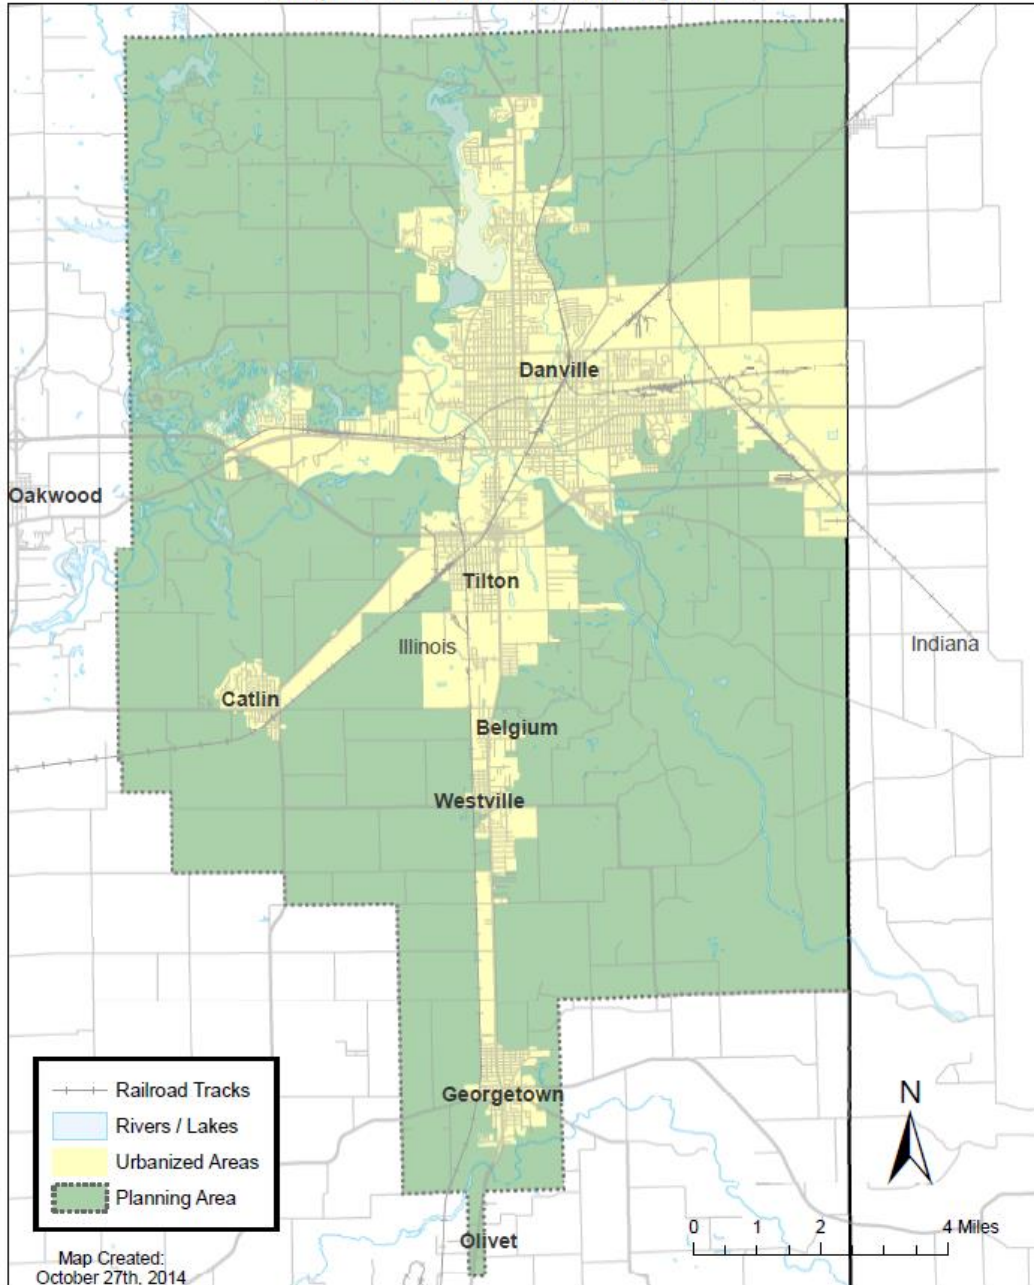 Danville
Oakwood
Tilton
Illinois
Indiana
Catlin
Belgium
Westville
Georgetown
Olivet
Railroad Tracks
Rivers / Lakes
Urbanized Areas
Planning Area
N
0 1 2 4 Miles
Map Created:
October 27th, 2014